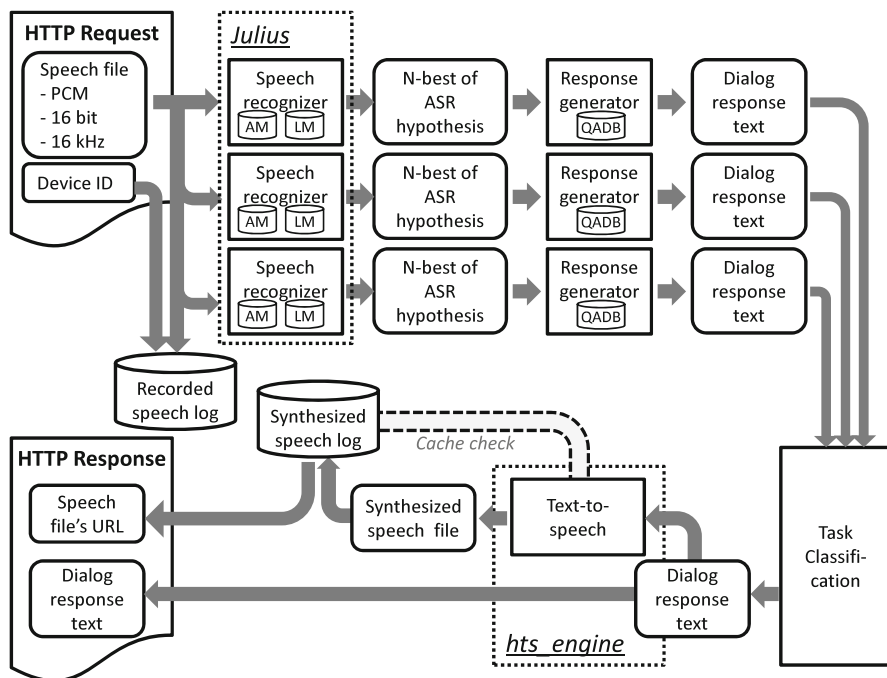 HTTP Request
Speech file
- PCM
- 16 bit
- 16 kHz
Device ID
Julius
Speech
recognizer
AM LM
N-best of
ASR
hypothesis
Response
generator
QADB
Dialog
response
text
Speech
recognizer
AM LM
N-best of
ASR
hypothesis
Response
generator
QADB
Dialog
response
text
Speech
recognizer
AM LM
N-best of
ASR
hypothesis
Response
generator
QADB
Dialog
response
text
Recorded
speech log
Synthesized
speech log
Cache check
HTTP Response
Speech
file's URL
Dialog
response
text
Synthesized
speech file
Text-to-
speech
Dialog
response
text
hts_engine
Task
Classifi-
cation